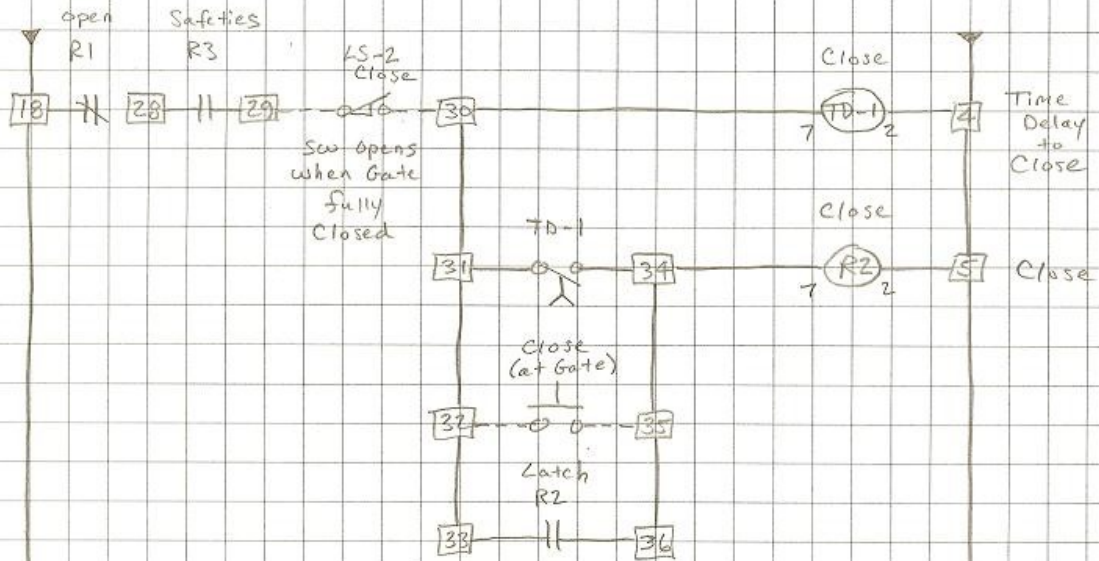 open
R1
Safeties
R3
LS-2
Close
Close
18
28
29
30
7
TD-1
2
4
Time
Delay
to
Close
Sw opens
when Gate
fully
Closed
TD-1
Close
31
34
7
R2
2
5
Close
Close
(at Gate)
32
35
Latch
R2
33
36